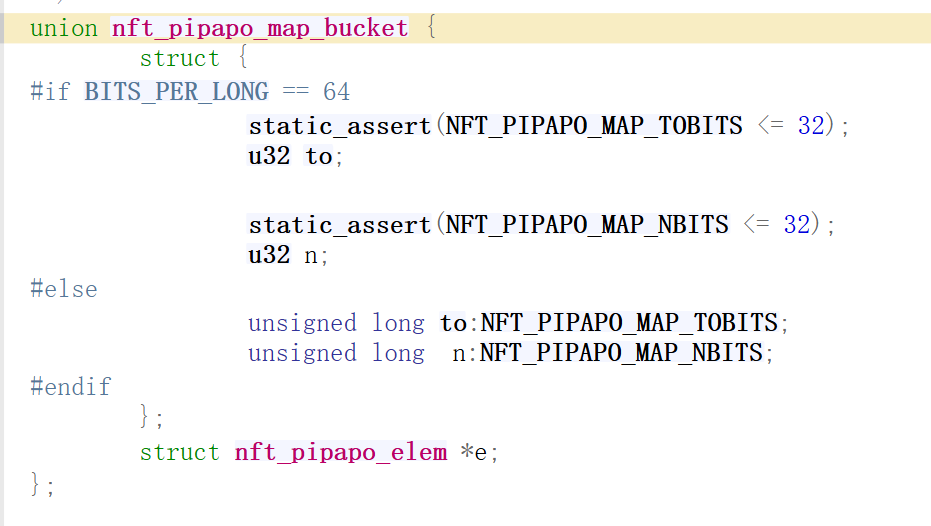 union nft_pipapo_map_bucket {
        struct {
#if BITS_PER_LONG == 64
                static_assert(NFT_PIPAPO_MAP_TOBITS <= 32);
                u32 to;

                static_assert(NFT_PIPAPO_MAP_NBITS <= 32);
                u32 n;
#else
                unsigned long to:NFT_PIPAPO_MAP_TOBITS;
                unsigned long  n:NFT_PIPAPO_MAP_NBITS;
#endif
        };
        struct nft_pipapo_elem *e;
};